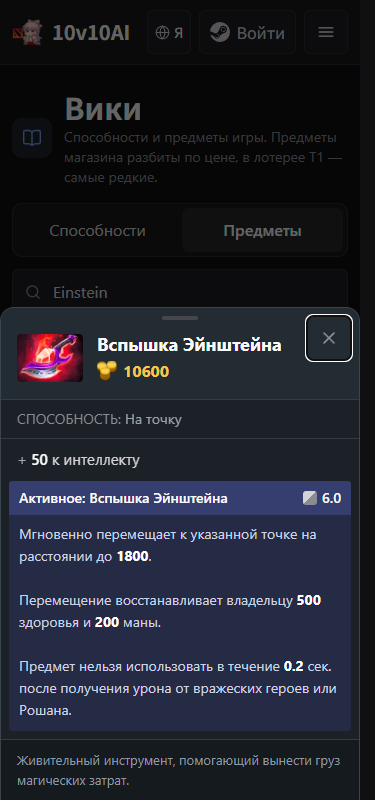 10v10AI
Я
Войти
Вики
Способности и предметы игры. Предметы
магазина разбиты по цене, в лотерее T1 —
самые редкие.
Способности
Предметы
Einstein
Вспышка Эйнштейна
10600
СПОСОБНОСТЬ: На точку
+ 50 к интеллекту
Активное: Вспышка Эйнштейна 6.0
Мгновенно перемещает к указанной точке на
расстоянии до 1800.
Перемещение восстанавливает владельцу 500
здоровья и 200 маны.
Предмет нельзя использовать в течение 0.2 сек.
после получения урона от вражеских героев или
Рошана.
Живительный инструмент, помогающий вынести груз
магических затрат.